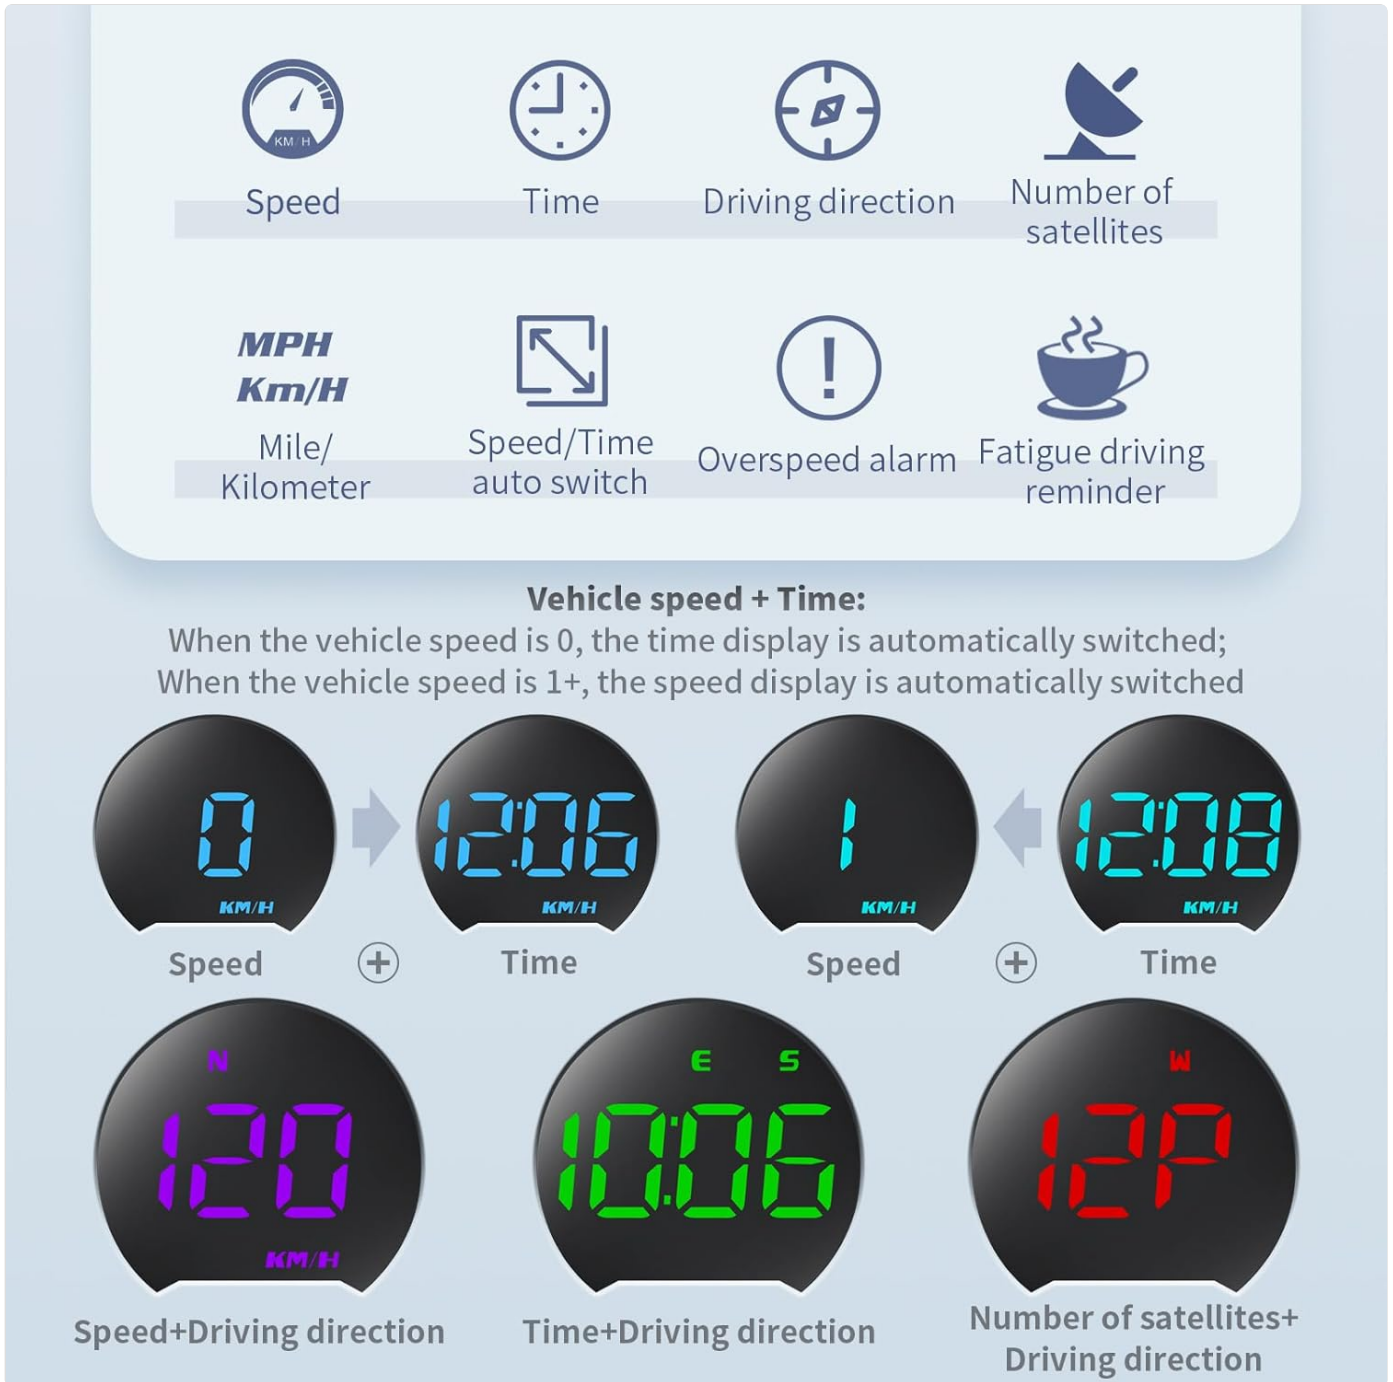 KM/H
Speed
Time
Driving direction
Number of
satellites
MPH
Km/H
Mile/
Kilometer
Speed/Time
auto switch
Overspeed alarm
Fatigue driving
reminder
Vehicle speed + Time:
When the vehicle speed is 0, the time display is automatically switched;
When the vehicle speed is 1+, the speed display is automatically switched
0
KM/H
12:06
KM/H
1
KM/H
12:08
KM/H
Speed
+
Time
Speed
+
Time
N
120
KM/H
E S
10:06
W
12P
Speed+Driving direction
Time+Driving direction
Number of satellites+
Driving direction